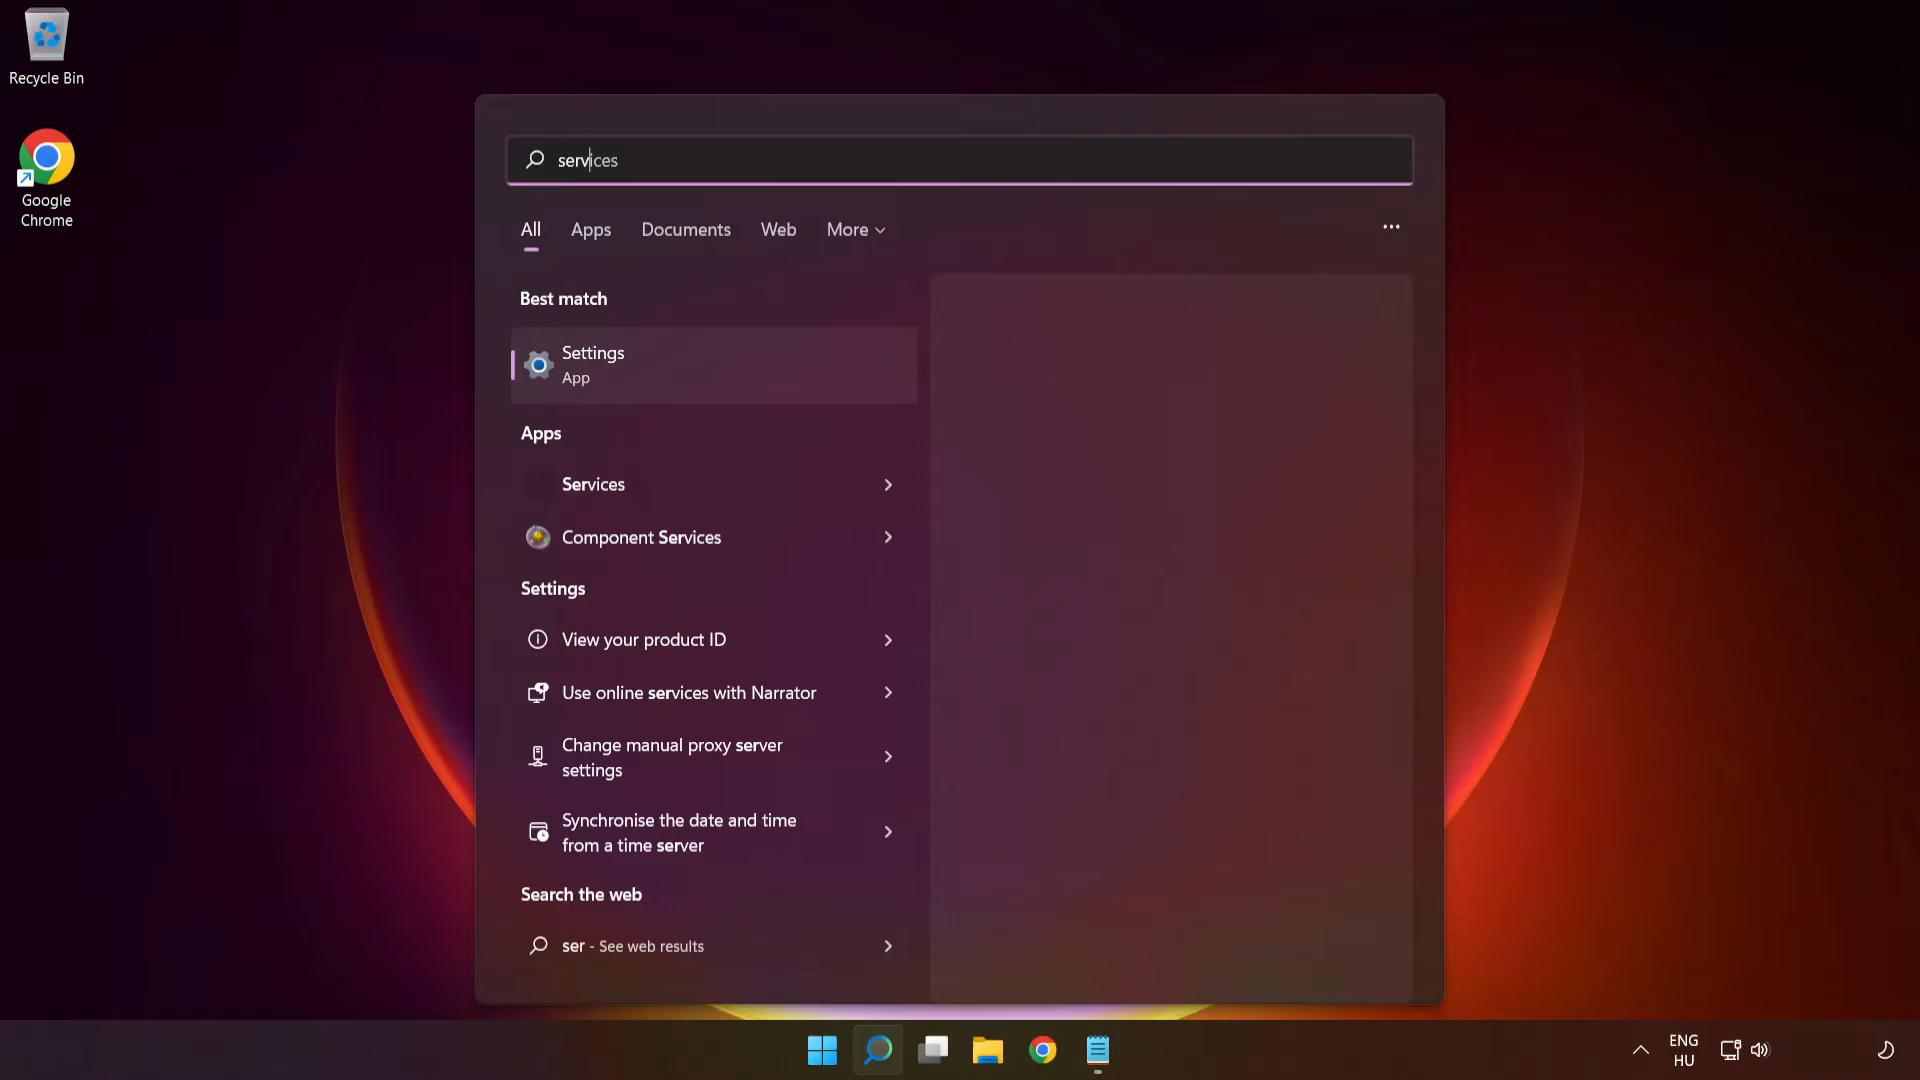 Recycle Bin
Google
Chrome
services
All
Apps
Documents
Web
More
Best match
Settings
App
Apps
Services
Component Services
Settings
View your product ID
Use online services with Narrator
Change manual proxy server
settings
Synchronise the date and time
from a time server
Search the web
ser - See web results
ENG
HU